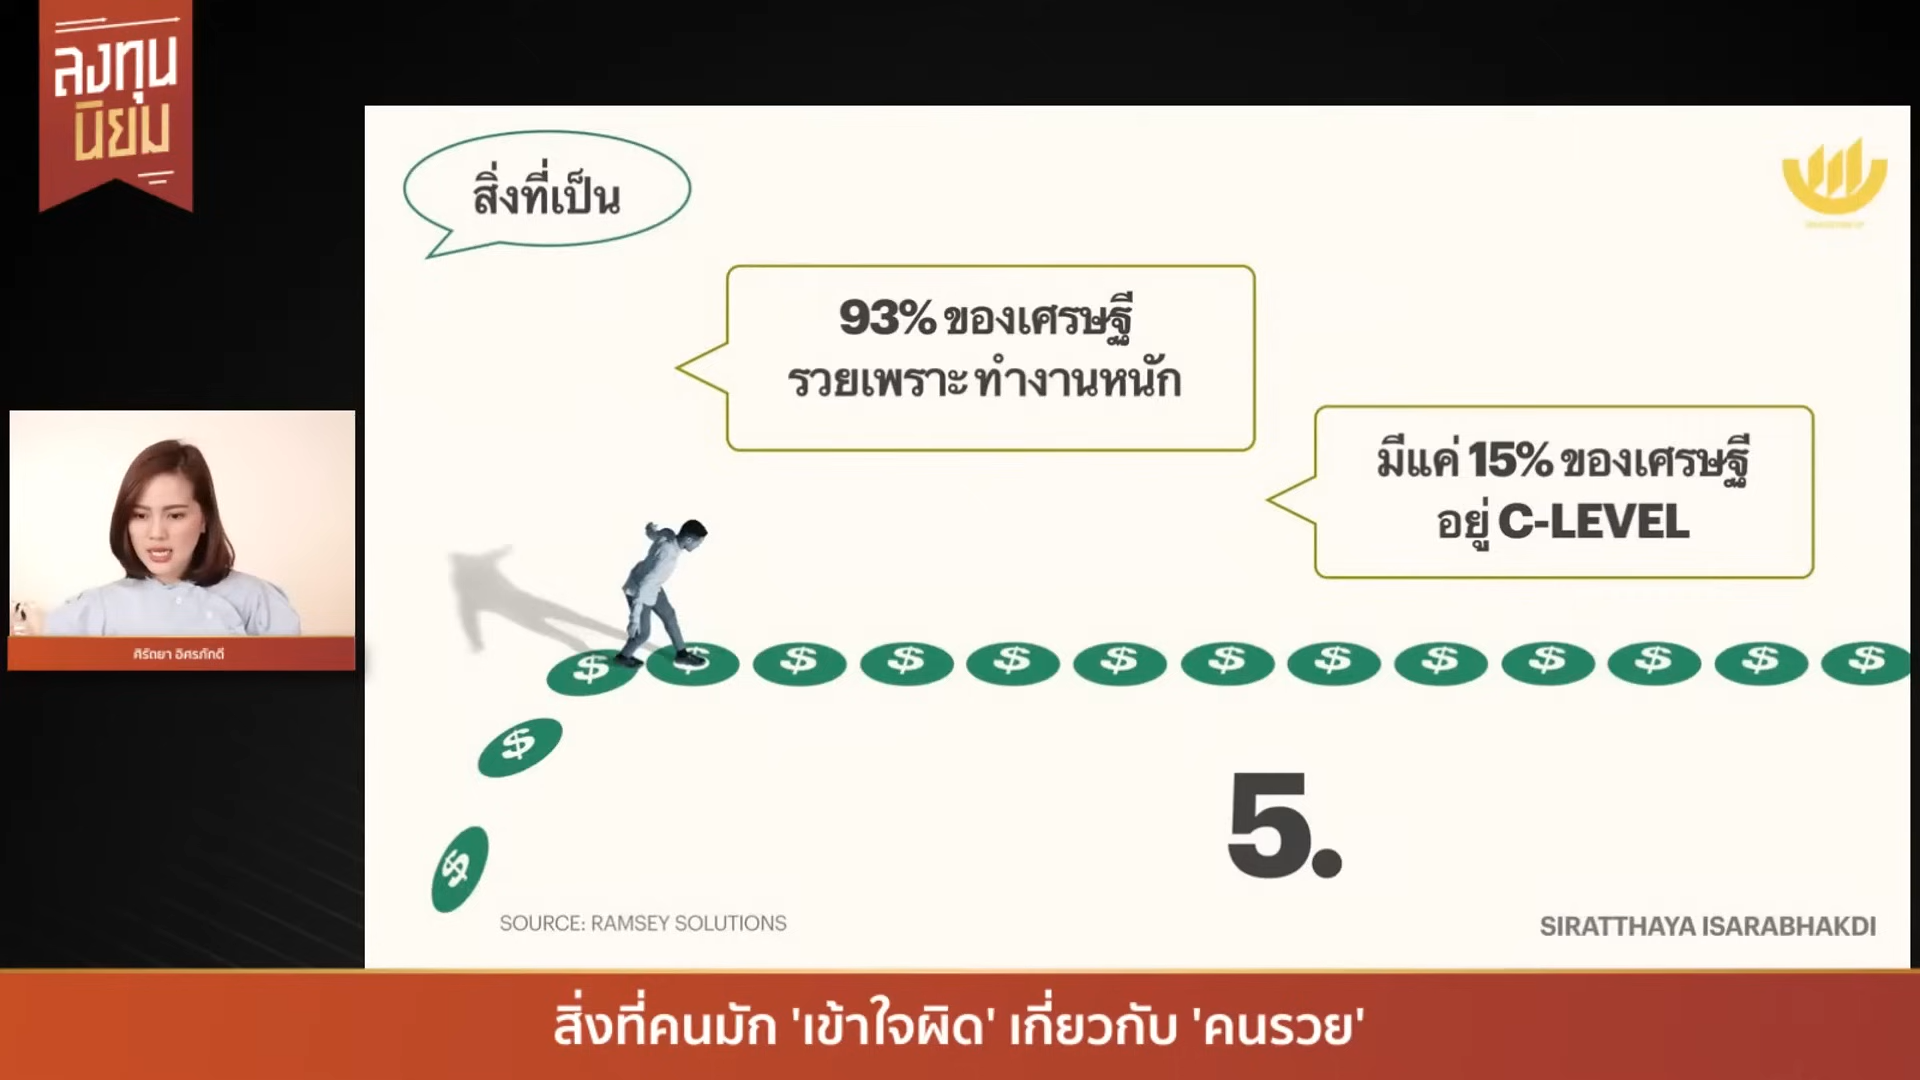 ลงทุน
นิยม
สิ่งที่เป็น
93% ของเศรษฐี
รวยเพราะ ทำงานหนัก
มีแค่ 15% ของเศรษฐี
อยู่ C-LEVEL
ศิรัถยา อิศรภักดี
$ $ $ $ $ $ $ $ $ $ $ $ $
$
$
5.
SOURCE: RAMSEY SOLUTIONS
SIRATTHAYA ISARABHAKDI
สิ่งที่คนมัก 'เข้าใจผิด' เกี่ยวกับ 'คนรวย'